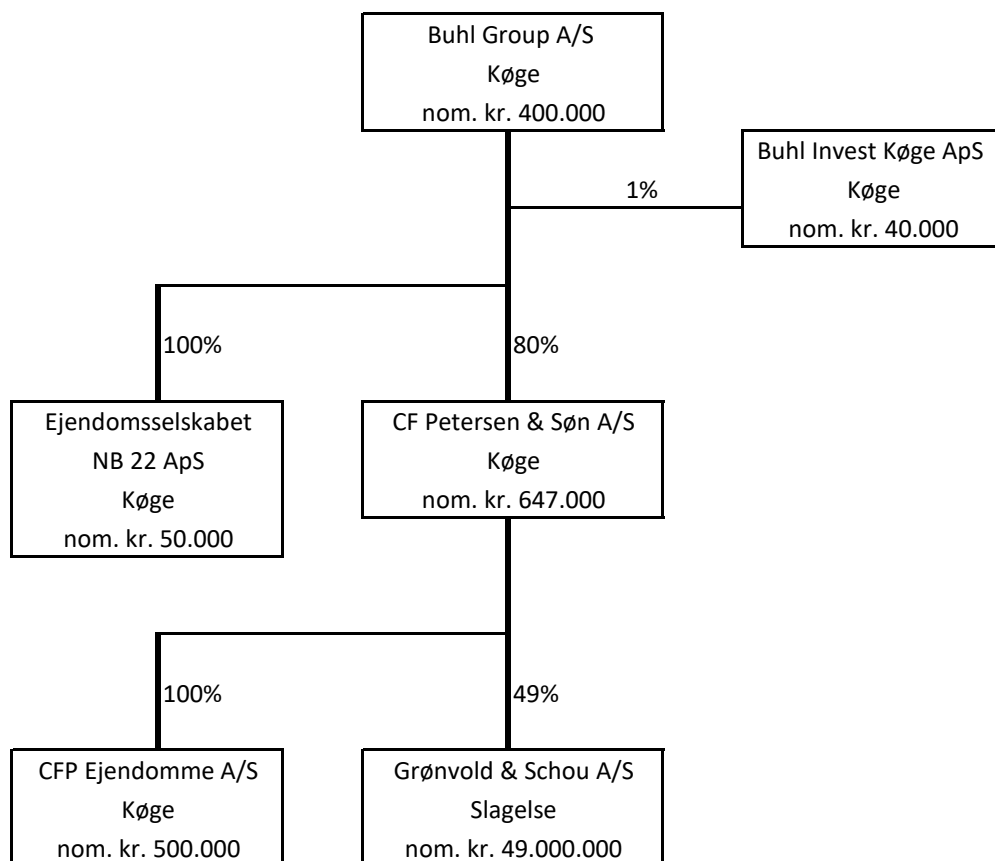 Buhl Group A/S
Køge
nom. kr. 400.000
Buhl Invest Køge ApS
Køge
nom. kr. 40.000
1%
100%
80%
Ejendomsselskabet
NB 22 ApS
Køge
nom. kr. 50.000
CF Petersen & Søn A/S
Køge
nom. kr. 647.000
100%
49%
CFP Ejendomme A/S
Køge
nom. kr. 500.000
Grønvold & Schou A/S
Slagelse
nom. kr. 49.000.000